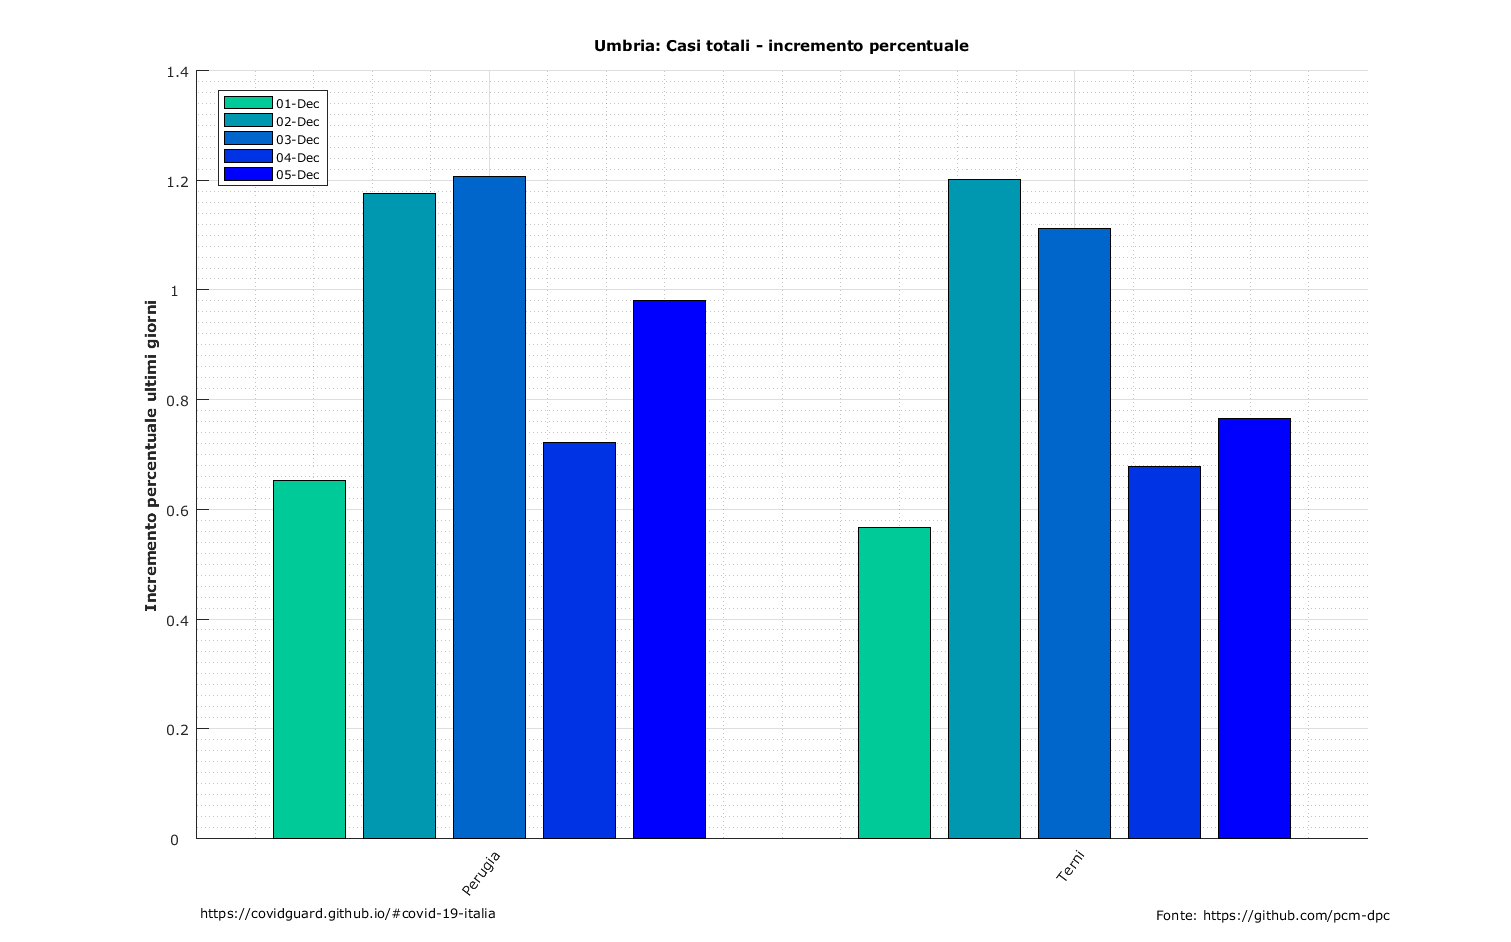 Umbria: Casi totali - incremento percentuale
1.4
1.2
1
0.8
0.6
0.4
0.2
0
Incremento percentuale ultimi giorni
01-Dec
02-Dec
03-Dec
04-Dec
05-Dec
Perugia
Terni
https://covidguard.github.io/#covid-19-italia
Fonte: https://github.com/pcm-dpc